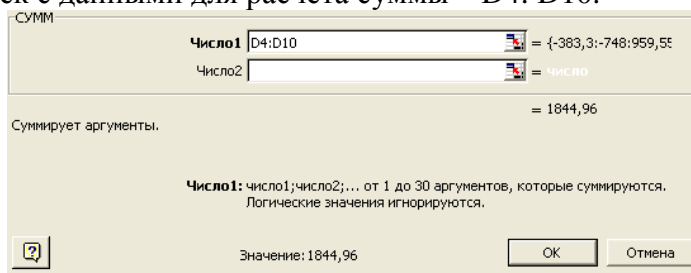 с данными для расчета суммы – D4: D10.
СУММ
Число1 D4:D10 = {-383,3:-748:959,55
Число2 = число
= 1844,96
Суммирует аргументы.
Число1: число1;число2;... от 1 до 30 аргументов, которые суммируются.
Логические значения игнорируются.
Значение:1844,96 ОК Отмена